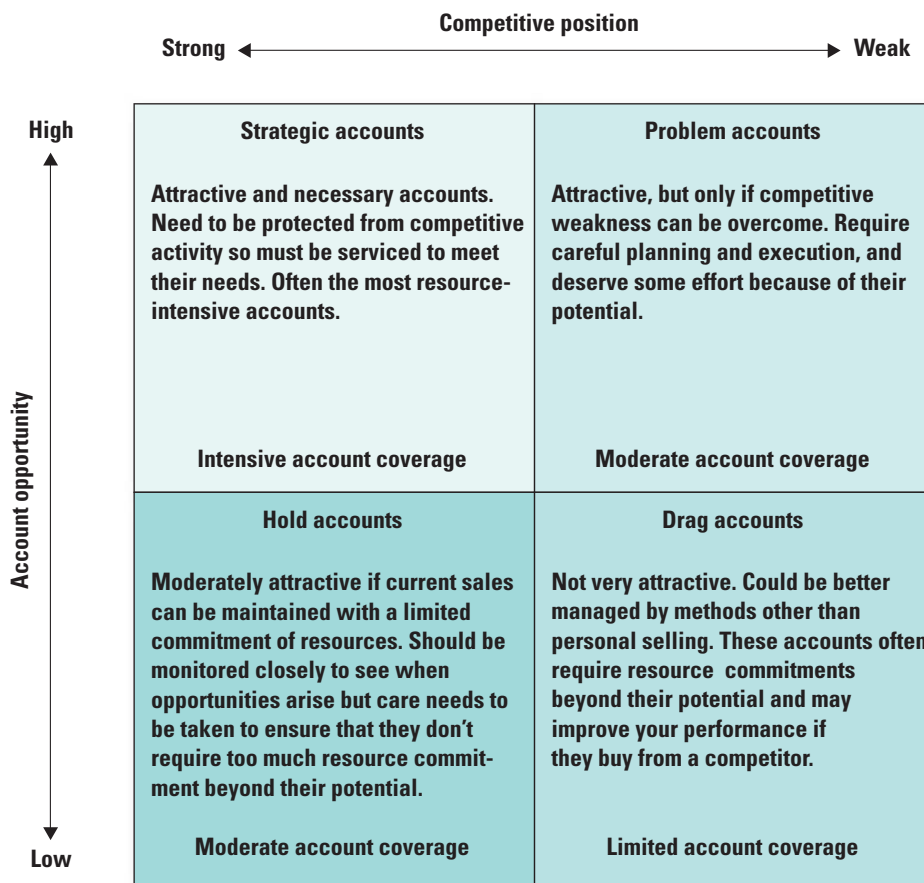 Competitive position
Strong
Weak
High
Account opportunity
Low
Strategic accounts
Attractive and necessary accounts.
Need to be protected from competitive
activity so must be serviced to meet
their needs. Often the most resource-
intensive accounts.
Intensive account coverage
Problem accounts
Attractive, but only if competitive
weakness can be overcome. Require
careful planning and execution, and
deserve some effort because of their
potential.
Moderate account coverage
Hold accounts
Moderately attractive if current sales
can be maintained with a limited
commitment of resources. Should be
monitored closely to see when
opportunities arise but care needs to
be taken to ensure that they don't
require too much resource commit-
ment beyond their potential.
Moderate account coverage
Drag accounts
Not very attractive. Could be better
managed by methods other than
personal selling. These accounts often
require resource commitments
beyond their potential and may
improve your performance if
they buy from a competitor.
Limited account coverage